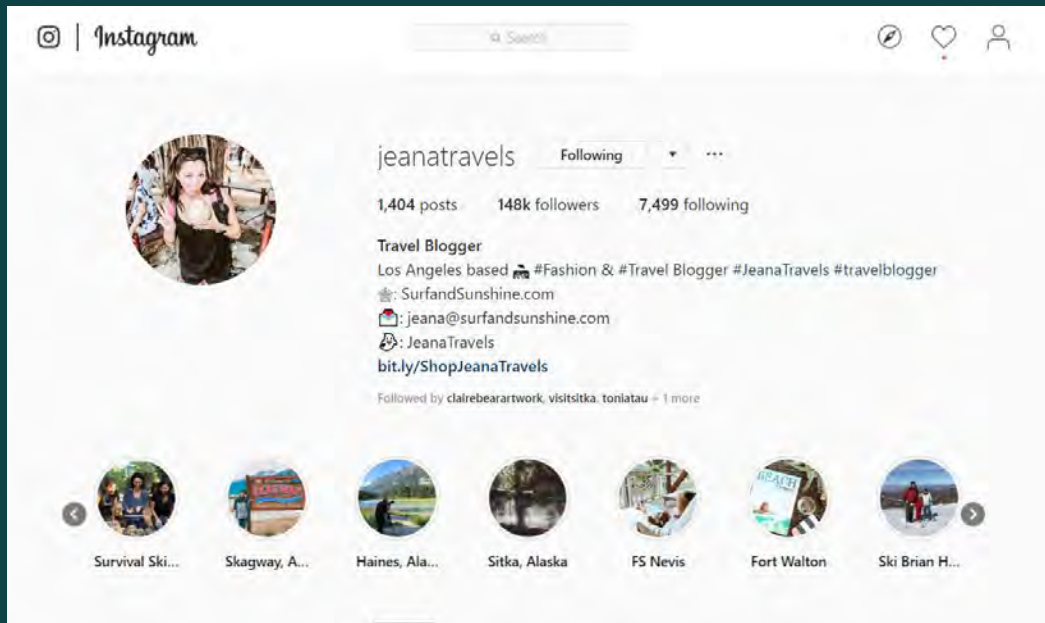 Instagram
Search
jeanatravels Following ...
1,404 posts 148k followers 7,499 following
Travel Blogger
Los Angeles based #Fashion & #Travel Blogger #JeanaTravels #travelblogger
: SurfandSunshine.com
: jeana@surfandsunshine.com
: JeanaTravels
bit.ly/ShopJeanaTravels
Followed by clairebearartwork, visitsitka, toniatau + 1 more
BEACH
Survival Ski... Skagway, A... Haines, Ala... Sitka, Alaska FS Nevis Fort Walton Ski Brian H...